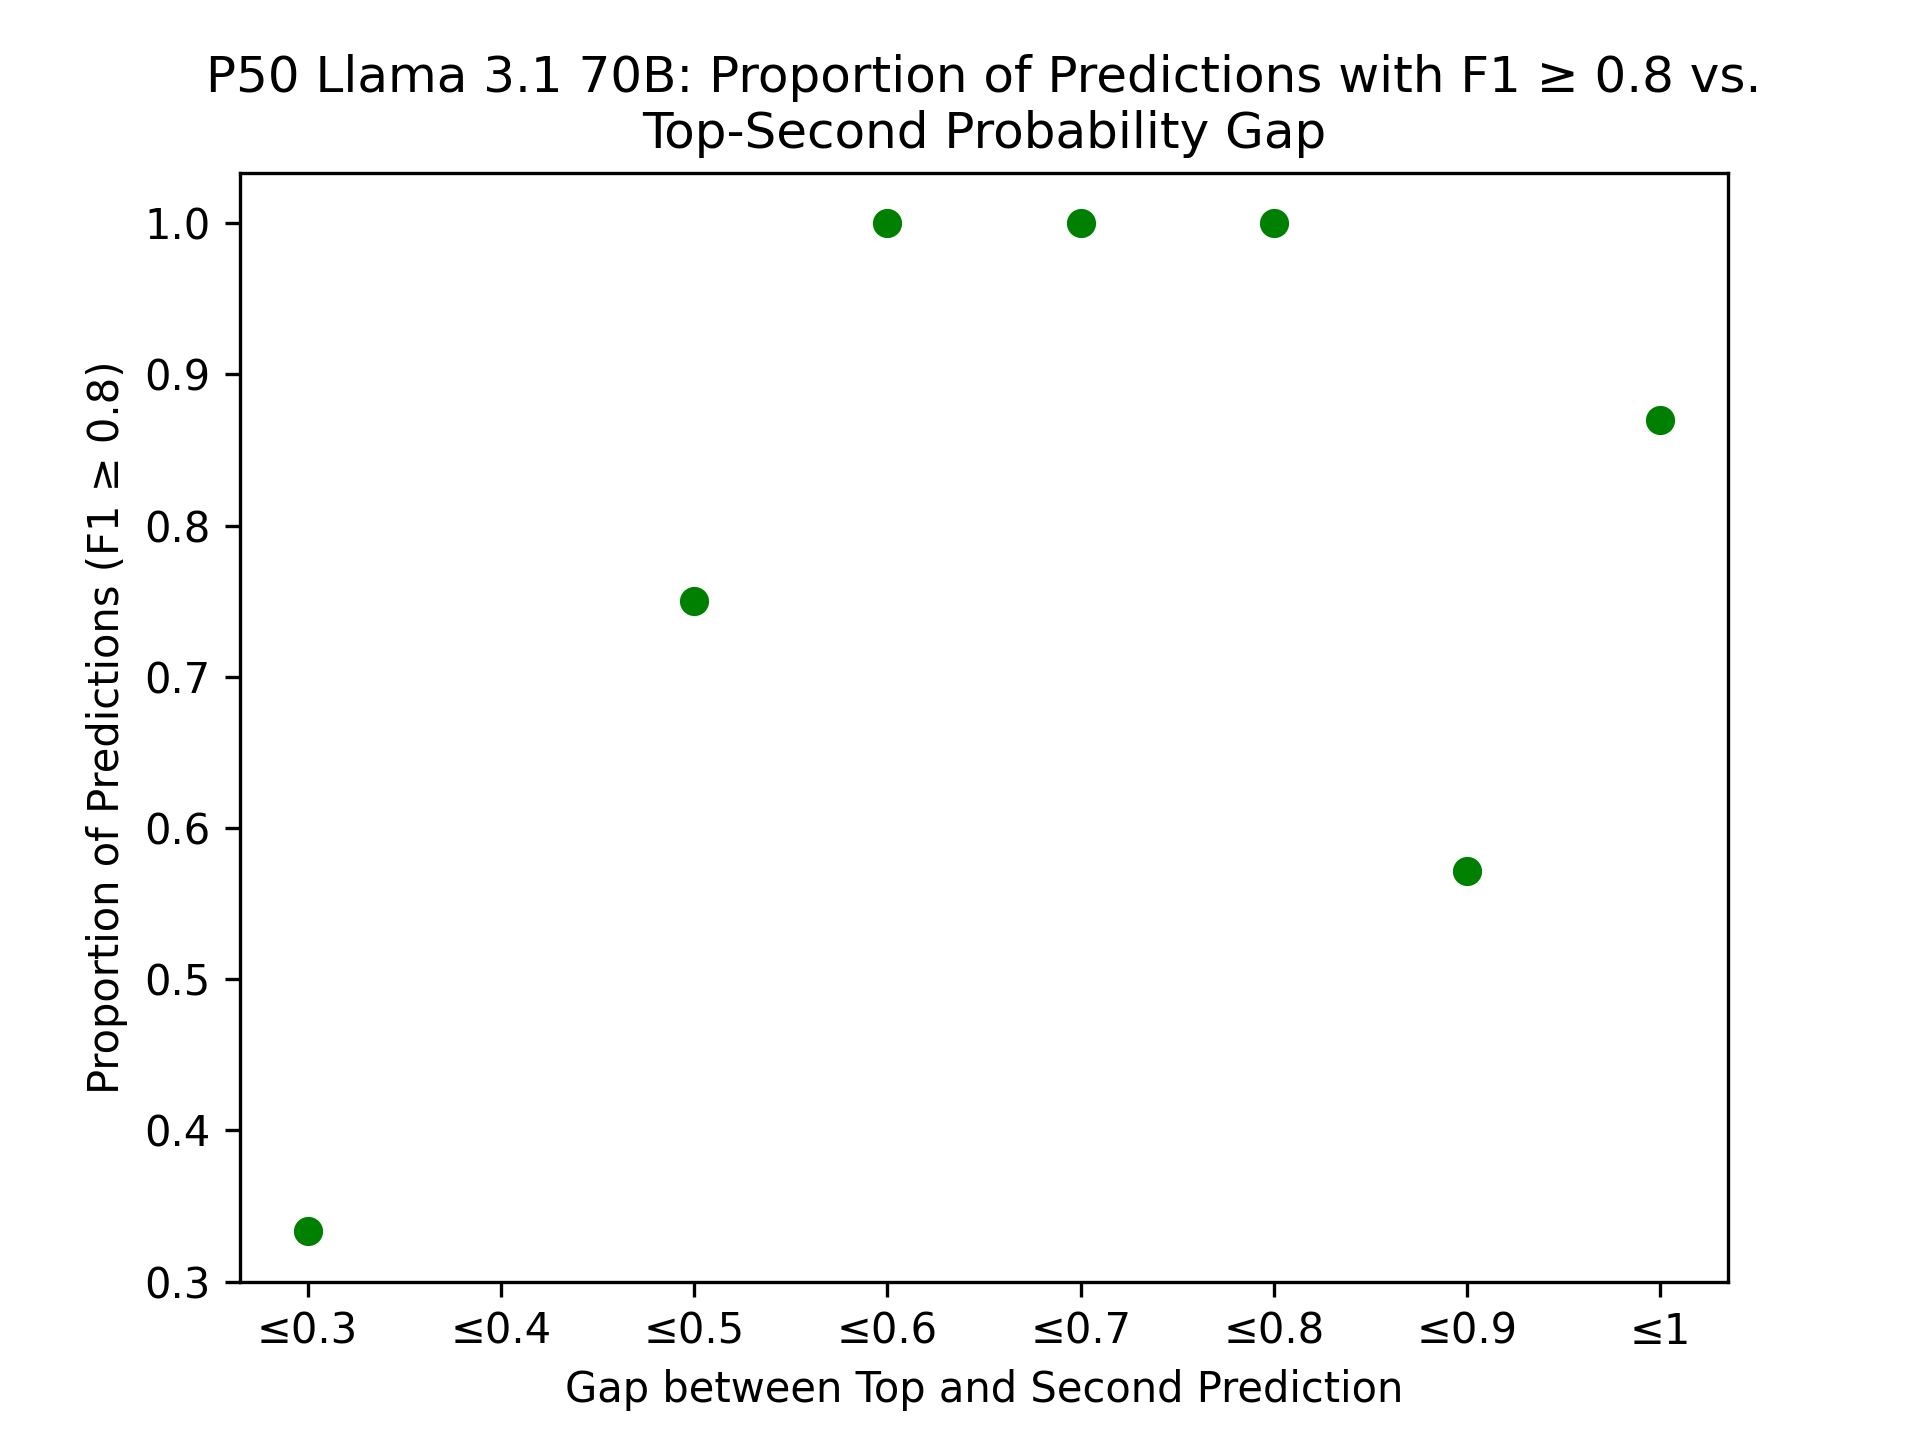 P50 Llama 3.1 70B: Proportion of Predictions with F1 ≥ 0.8 vs.
Top-Second Probability Gap
Proportion of Predictions (F1 ≥ 0.8)
1.0
0.9
0.8
0.7
0.6
0.5
0.4
0.3
≤0.3 ≤0.4 ≤0.5 ≤0.6 ≤0.7 ≤0.8 ≤0.9 ≤1
Gap between Top and Second Prediction